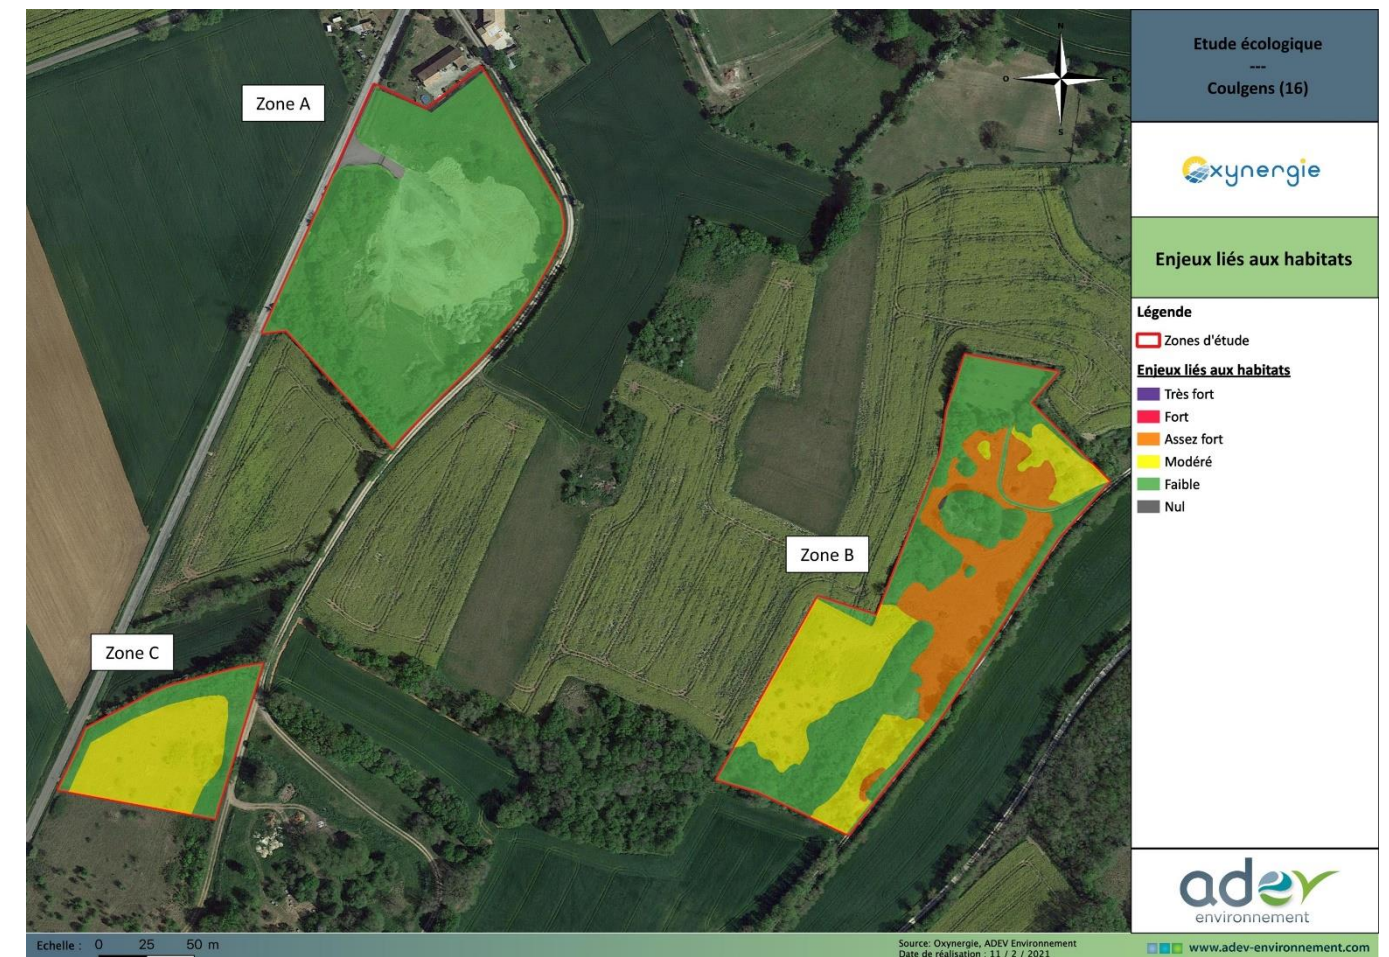 Zone A
Zone B
Zone C
N
O
E
S
Etude écologique
---
Coulgens (16)
Oxynergie
Enjeux liés aux habitats
Légende
Zones d'étude
Enjeux liés aux habitats
Très fort
Fort
Assez fort
Modéré
Faible
Nul
adev
environnement
Echelle : 0 25 50 m
Source: Oxynergie, ADEV Environnement
Date de réalisation : 11 / 2 / 2021
www.adev-environnement.com